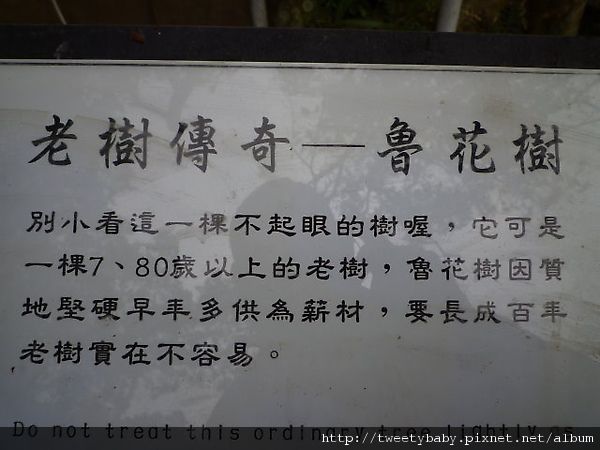 老樹傳奇—魯花樹
別小看這一棵不起眼的樹喔，它可是
一棵7、80歲以上的老樹，魯花樹因質
地堅硬早年多供為薪材，要長成百年
老樹實在不容易。
Do not treat this ordinary tree lightly as
http://tweetybaby.pixnet.net/album